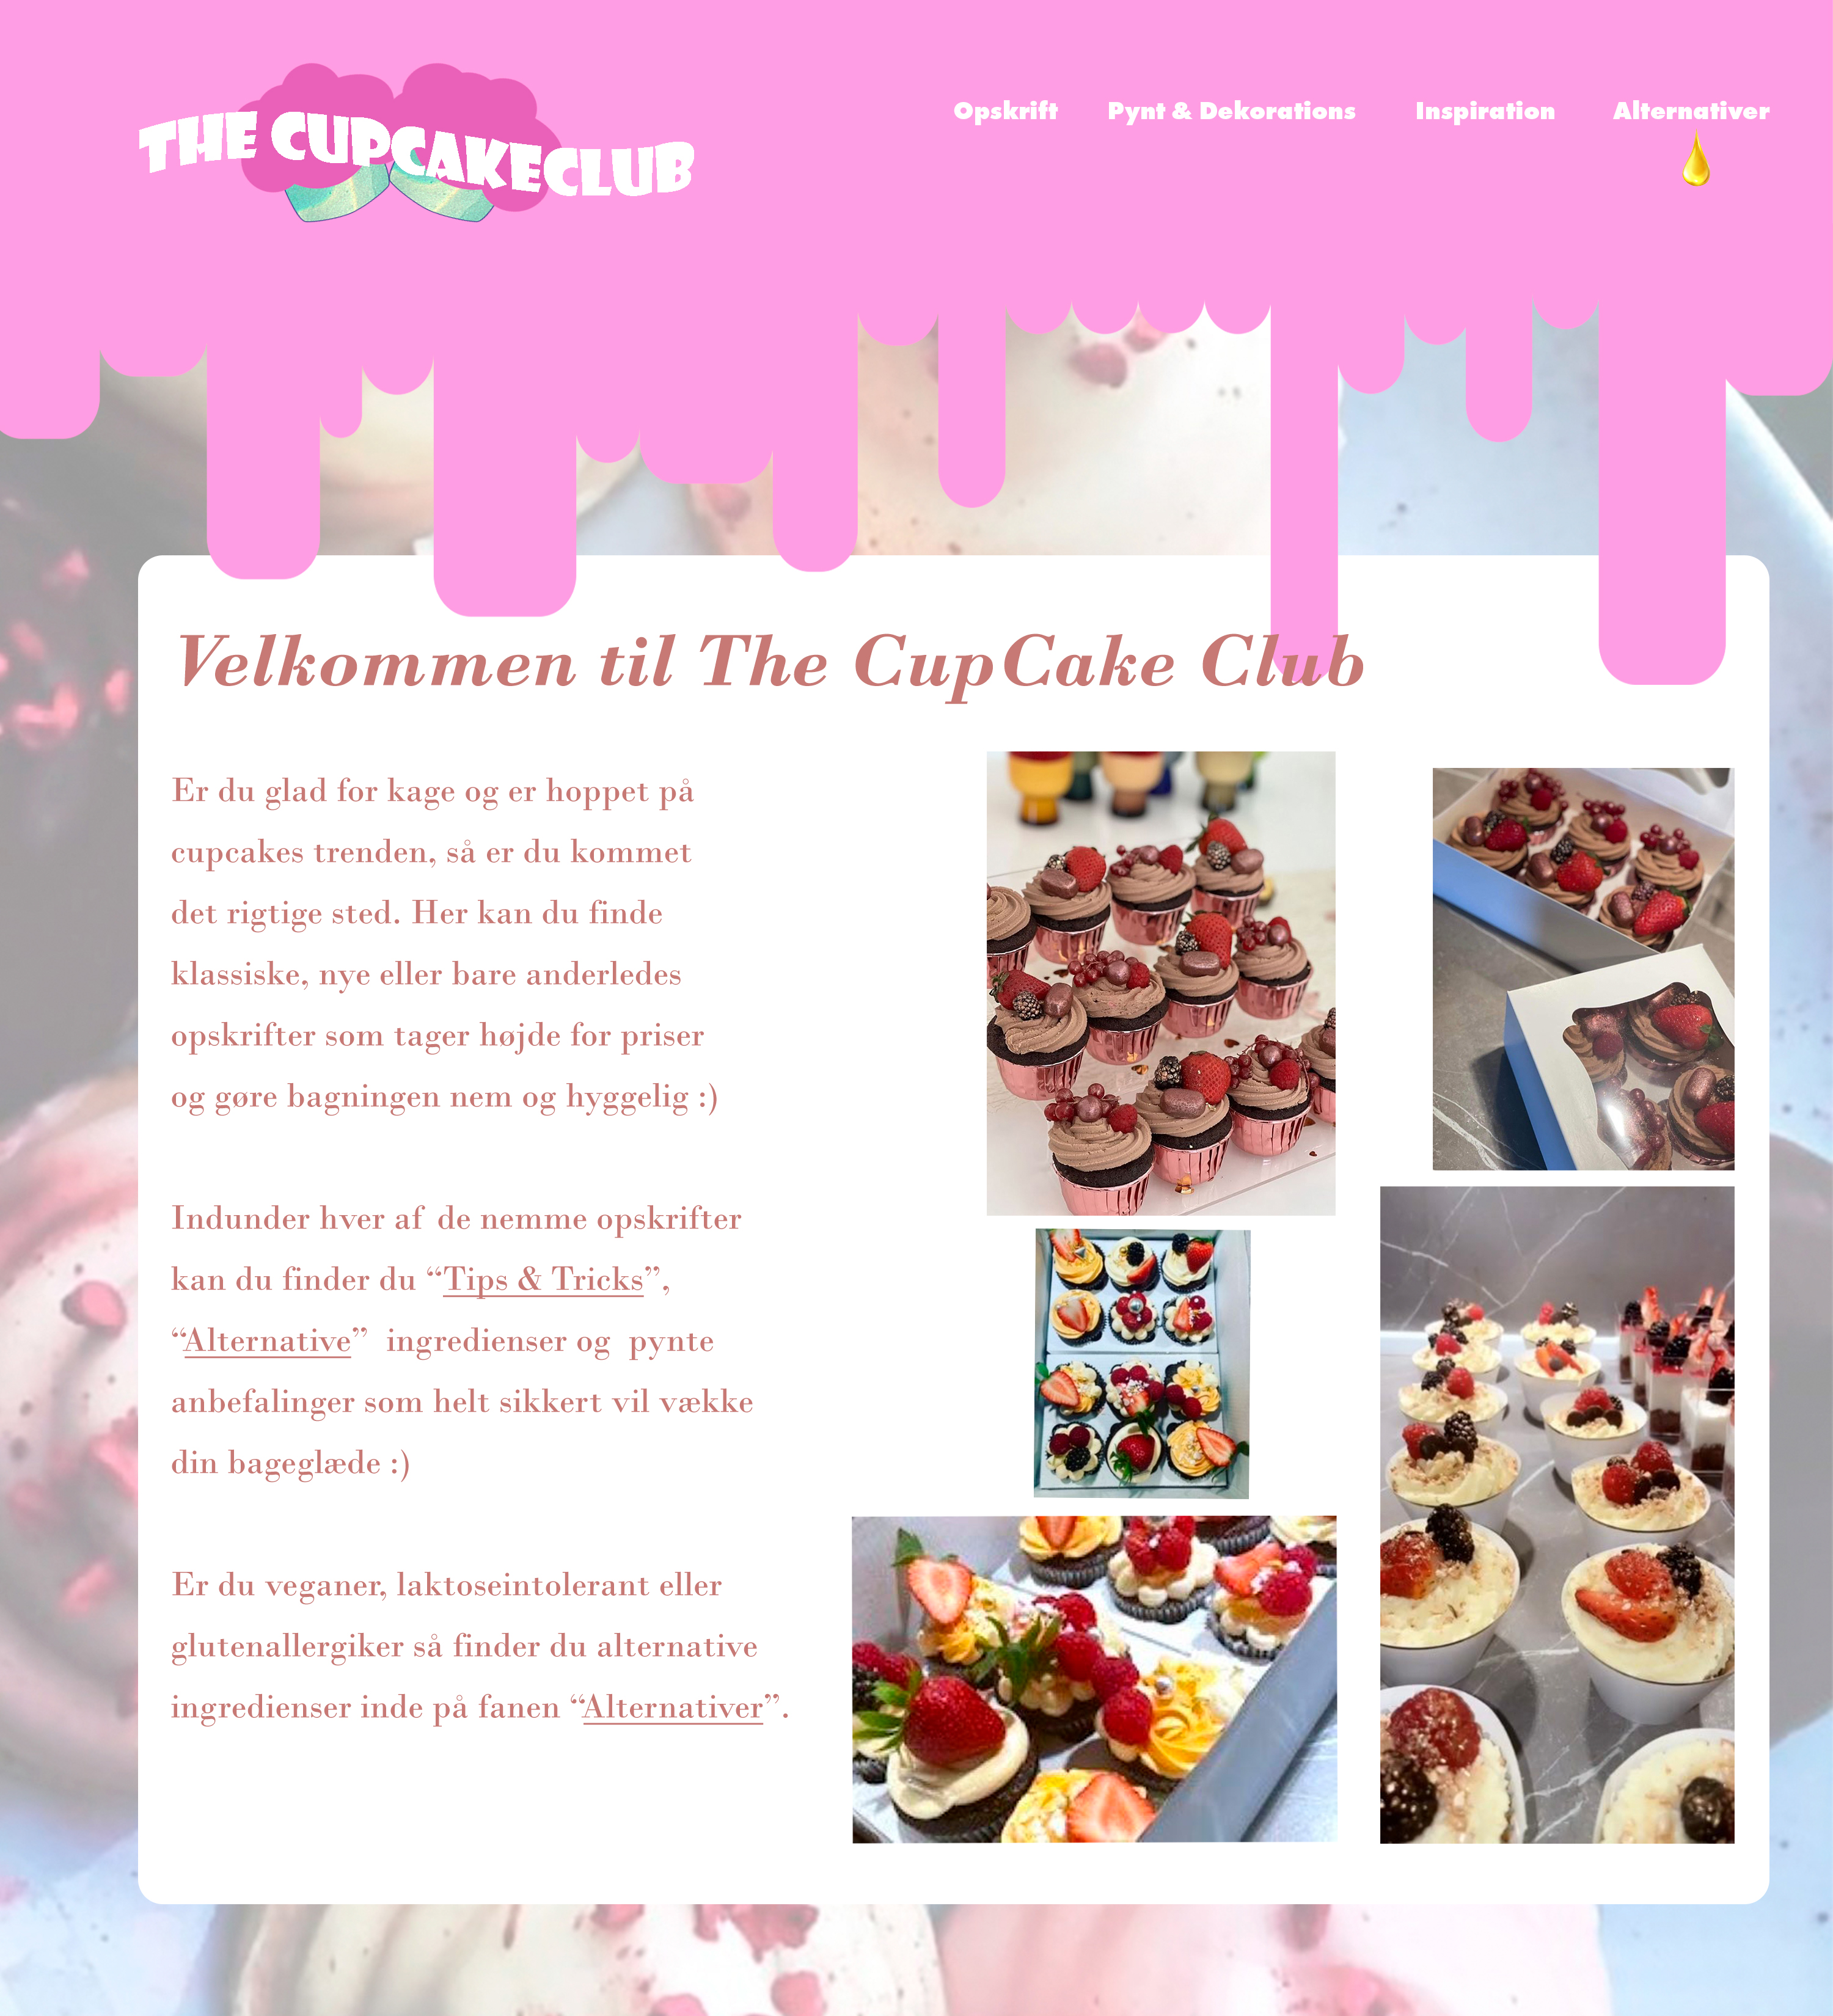 THE CUPCAKECLUB
Opskrift Pynt & Dekorations Inspiration Alternativer
Velkommen til The CupCake Club
Er du glad for kage og er hoppet på
cupcakes trenden, så er du kommet
det rigtige sted. Her kan du finde
klassiske, nye eller bare anderledes
opskrifter som tager højde for priser
og gøre bagningen nem og hyggelig :)
Indunder hver af de nemme opskrifter
kan du finder du “Tips & Tricks”,
“Alternative” ingredienser og pynte
anbefalinger som helt sikkert vil vække
din bageglæde :)
Er du veganer, laktoseintolerant eller
glutenallergiker så finder du alternative
ingredienser inde på fanen “Alternativer”.